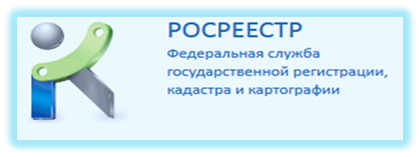 РОСРЕЕСТР
Федеральная служба
государственной регистрации,
кадастра и картографии